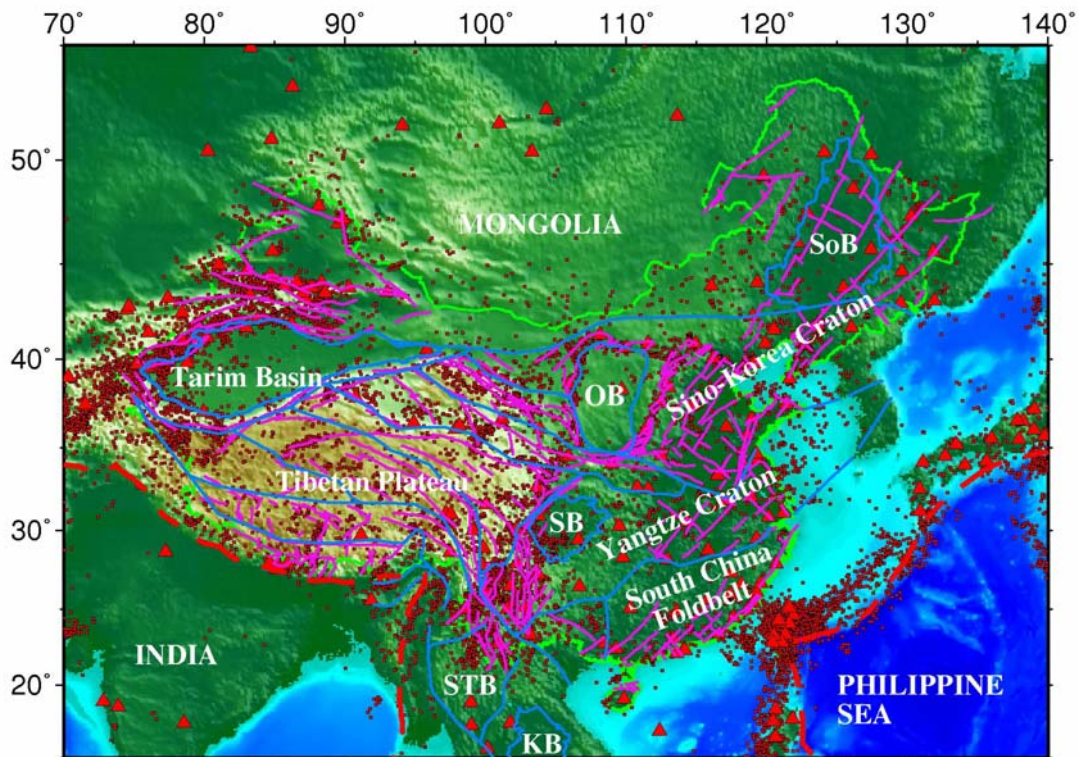 70° 80° 90° 100° 110° 120° 130° 140°
50°
MONGOLIA
SoB
40°
Tarim Basin
OB
Sino-Korea Craton
Tibetan Plateau
SB
Yangtze Craton
30°
South China
Foldbelt
INDIA
STB
20°
PHILIPPINE
SEA
KB